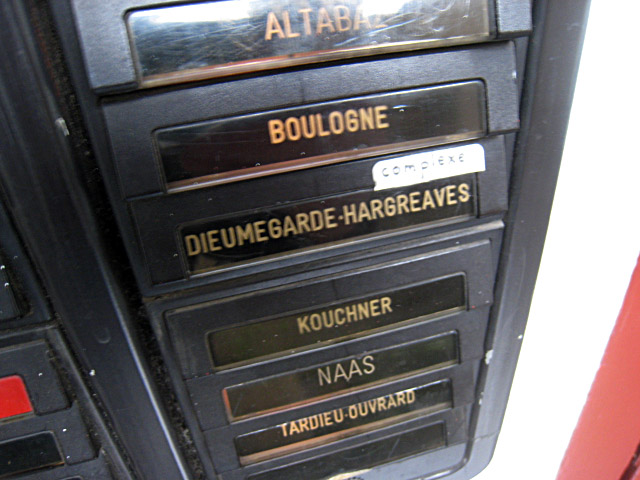 BOULOGNE
complexe
DIEUMEGARDE·HARGREAVES
KOUCHNER
NAAS
TARDIEU·OUVRARD